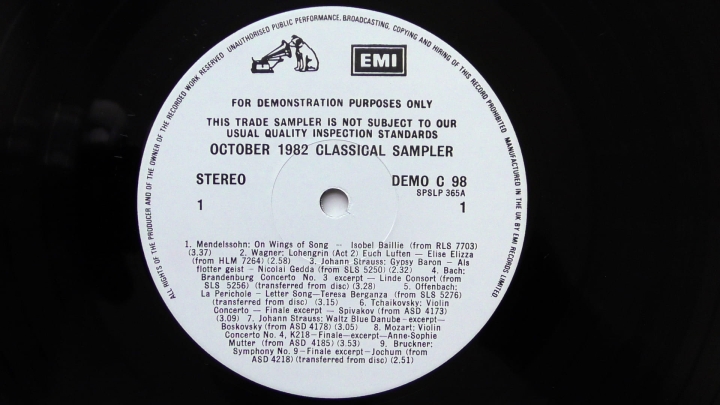 ALL RIGHTS OF THE PRODUCER AND OF THE OWNER OF THE RECORDED WORK RESERVED UNAUTHORISED PUBLIC PERFORMANCE, BROADCASTING, COPYING AND HIRING OF THIS RECORD PROHIBITED MANUFACTURED IN THE UK BY EMI RECORDS LIMITED
EMI
FOR DEMONSTRATION PURPOSES ONLY
THIS TRADE SAMPLER IS NOT SUBJECT TO OUR
USUAL QUALITY INSPECTION STANDARDS
OCTOBER 1982 CLASSICAL SAMPLER
STEREO DEMO C 98
SPSLP 365A
1 1
1. Mendelssohn: On Wings of Song – Isobel Baillie (from RLS 7703)
(3.37) 2. Wagner: Lohengrin (Act 2) Euch Luften – Elise Elizza
(from HLM 7264) (2.58) 3. Johann Strauss: Gypsy Baron – Als
flotter geist – Nicolai Gedda (from SLS 5250) (2.32) 4. Bach:
Brandenburg Concerto No. 3 excerpt – Linde Consort (from
SLS 5256) (transferred from disc) (3.28) 5. Offenbach:
La Perichole – Letter Song – Teresa Berganza (from SLS 5276)
(transferred from disc) (3.15) 6. Tchaikovsky: Violin
Concerto – Finale excerpt – Spivakov (from ASD 4173)
(3.09) 7. Johann Strauss: Waltz Blue Danube – excerpt –
Boskovsky (from ASD 4178) (3.05) 8. Mozart: Violin
Concerto No. 4, K218 – Finale – excerpt – Anne-Sophie
Mutter (from ASD 4185) (3.53) 9. Bruckner:
Symphony No. 9 – Finale excerpt – Jochum (from
ASD 4218) (transferred from disc) (2.51)